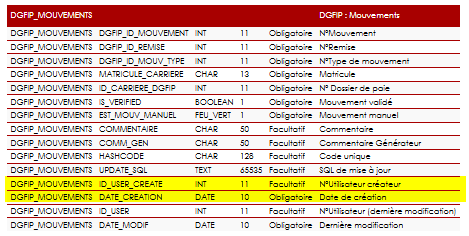 DGFIP_MOUVEMENTS DGFIP : Mouvements
DGFIP_MOUVEMENTS DGFIP_ID_MOUVEMENT INT 11 Obligatoire N°Mouvement
DGFIP_MOUVEMENTS DGFIP_ID_REMISE INT 11 Obligatoire N°Remise
DGFIP_MOUVEMENTS DGFIP_ID_MOUV_TYPE INT 11 Obligatoire N°Type de mouvement
DGFIP_MOUVEMENTS MATRICULE_CARRIERE CHAR 13 Obligatoire Matricule
DGFIP_MOUVEMENTS ID_CARRIERE_DGFIP INT 11 Obligatoire N° Dossier de paie
DGFIP_MOUVEMENTS IS_VERIFIED BOOLEAN 1 Obligatoire Mouvement validé
DGFIP_MOUVEMENTS EST_MOUV_MANUEL FEU_VERT 1 Obligatoire Mouvement manuel
DGFIP_MOUVEMENTS COMMENTAIRE CHAR 50 Facultatif Commentaire
DGFIP_MOUVEMENTS COMM_GEN CHAR 50 Facultatif Commentaire Générateur
DGFIP_MOUVEMENTS HASHCODE CHAR 128 Facultatif Code unique
DGFIP_MOUVEMENTS UPDATE_SQL TEXT 65535 Facultatif SQL de mise à jour
DGFIP_MOUVEMENTS ID_USER_CREATE INT 11 Facultatif N°Utilisateur créateur
DGFIP_MOUVEMENTS DATE_CREATION DATE 10 Obligatoire Date de création
DGFIP_MOUVEMENTS ID_USER INT 11 Facultatif N°Utilisateur (dernière modification)
DGFIP_MOUVEMENTS DATE_MODIF DATE 10 Obligatoire Dernière modification